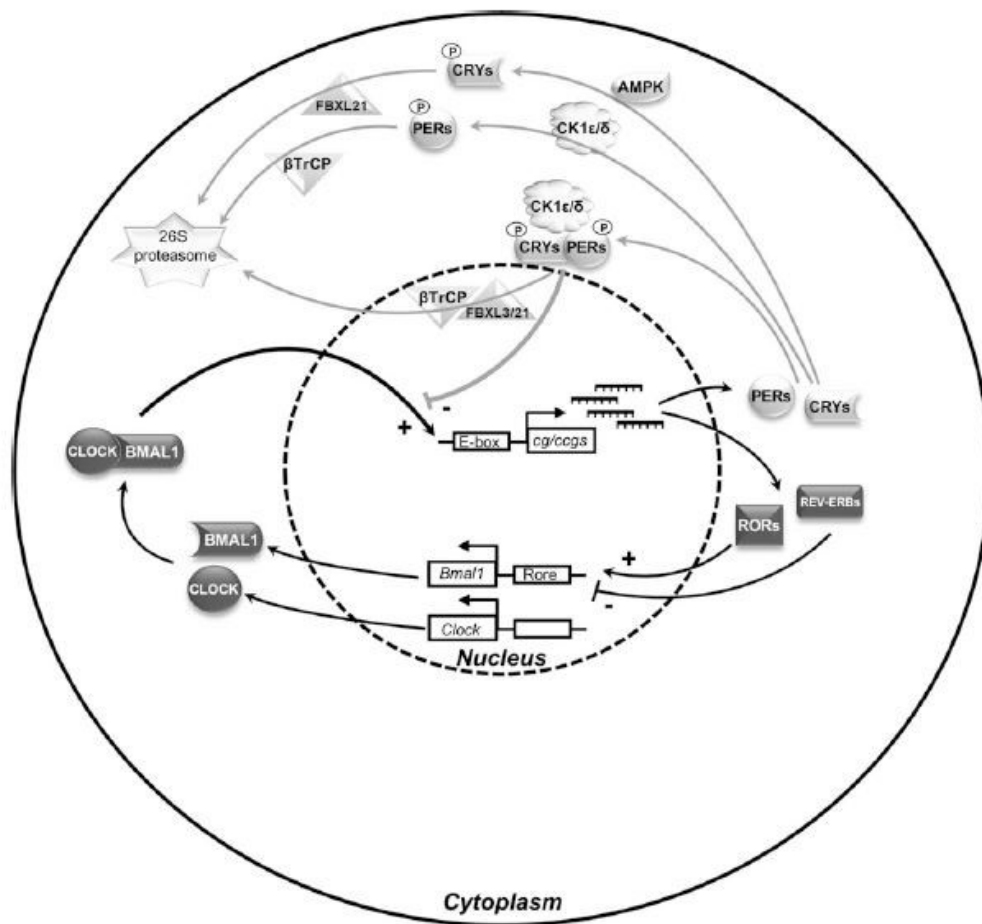 P
CRYs
AMPK
FBXL21
P
PERs
CK1ε/δ
βTrCP
CK1ε/δ
P
P
CRYs
PERs
26S
proteasome
βTrCP
FBXL3/21
PERs
CRYs
-
+
E-box
cg/ccgs
CLOCK
BMAL1
REV-ERBs
RORs
BMAL1
+
Bmal1
Rore
CLOCK
-
Clock
Nucleus
Cytoplasm